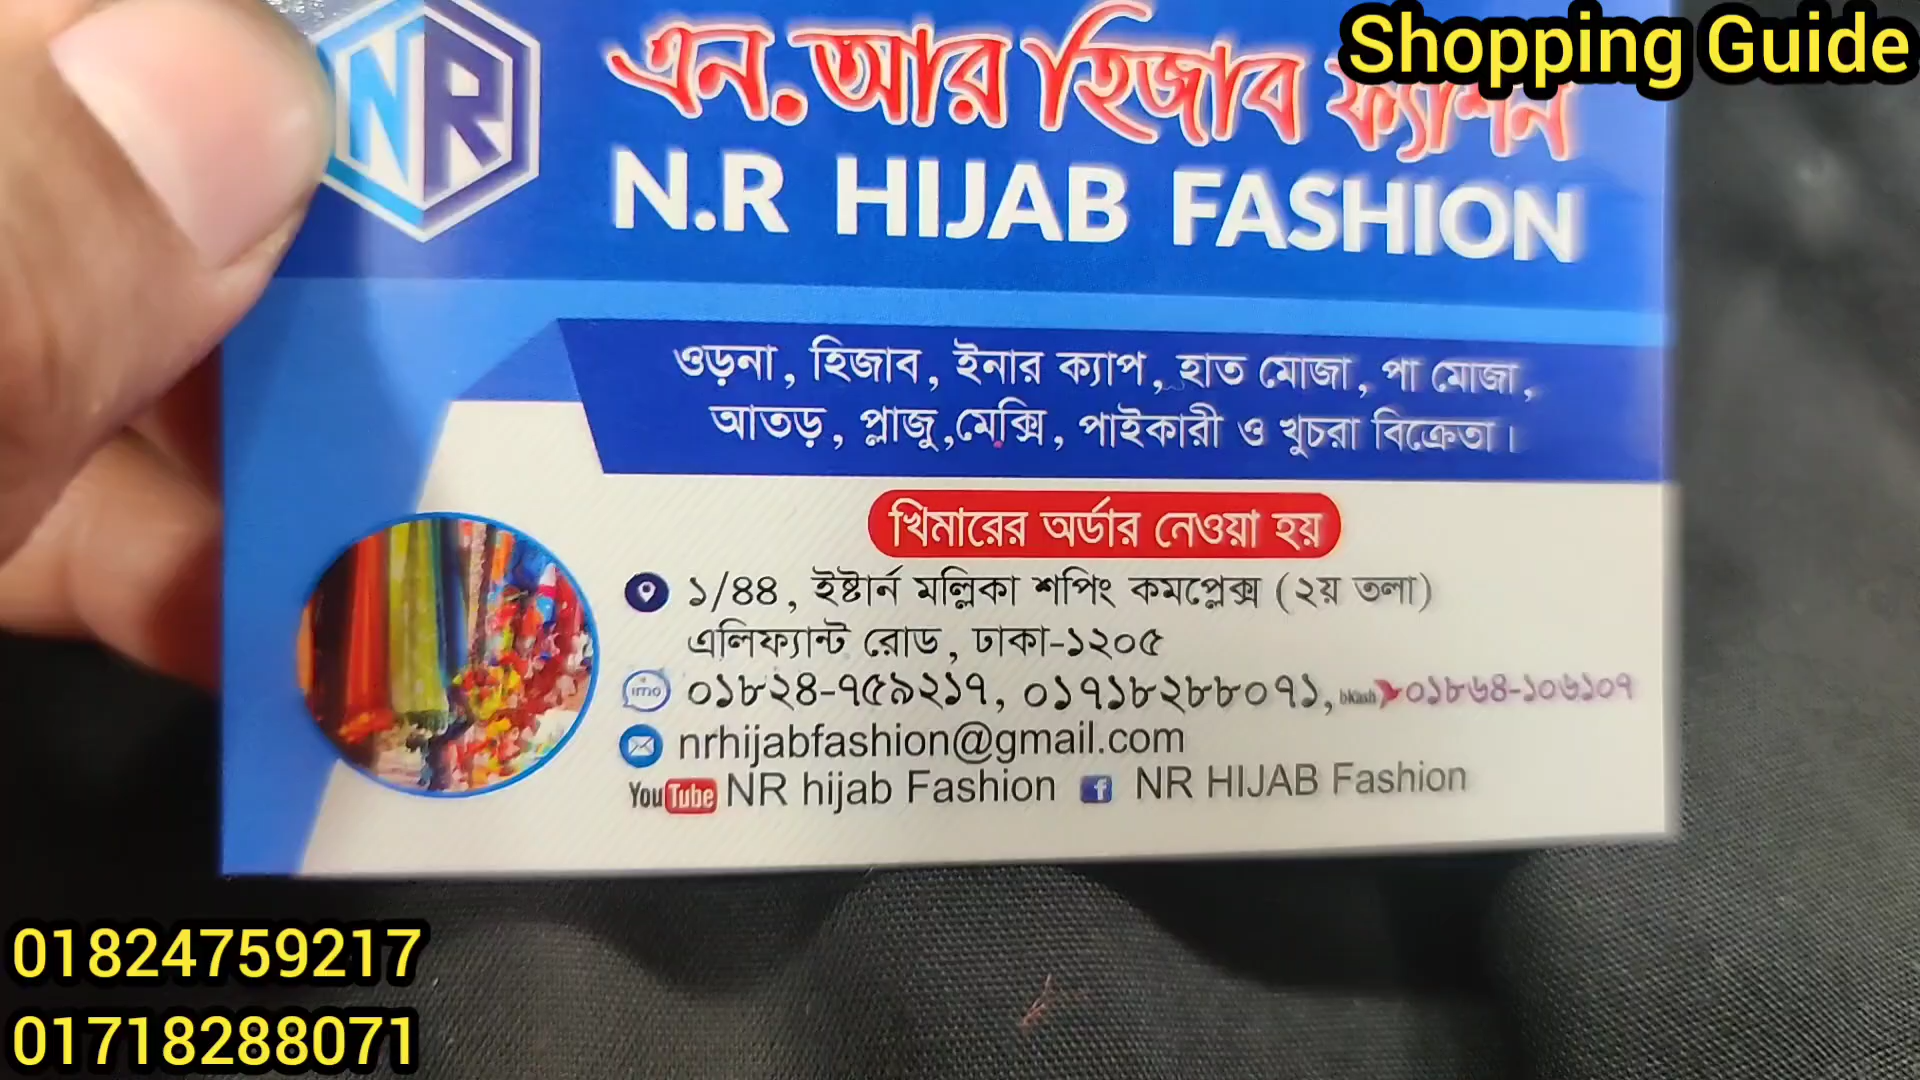 Shopping Guide
NR
এন.আর হিজাব ফ্যাশন
N.R HIJAB FASHION
ওড়না, হিজাব, ইনার ক্যাপ, হাত মোজা, পা মোজা,
আতড়, প্লাজু,মেক্সি, পাইকারী ও খুচরা বিক্রেতা।
খিমারের অর্ডার নেওয়া হয়
১/৪৪, ইষ্টার্ন মল্লিকা শপিং কমপ্লেক্স (২য় তলা)
এলিফ্যান্ট রোড, ঢাকা-১২০৫
imo ০১৮২৪-৭৫৯২১৭, ০১৭১৮২৮৮০৭১, bKash ০১৮৬৪-১০৬১০৭
nrhijabfashion@gmail.com
YouTube NR hijab Fashion f NR HIJAB Fashion
01824759217
01718288071